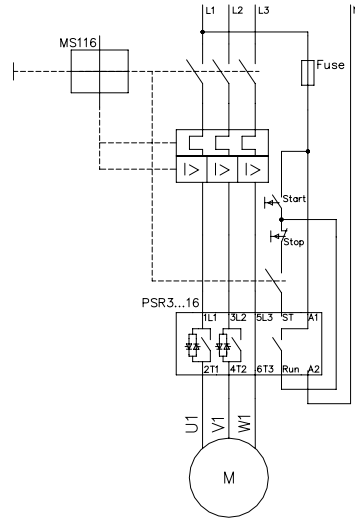 L1 L2 L3 N
MS116
Fuse
I> I> I>
Start
Stop
PSR3...16
1L1 3L2 5L3 ST A1
2T1 4T2 6T3 Run A2
U1 V1 W1
M